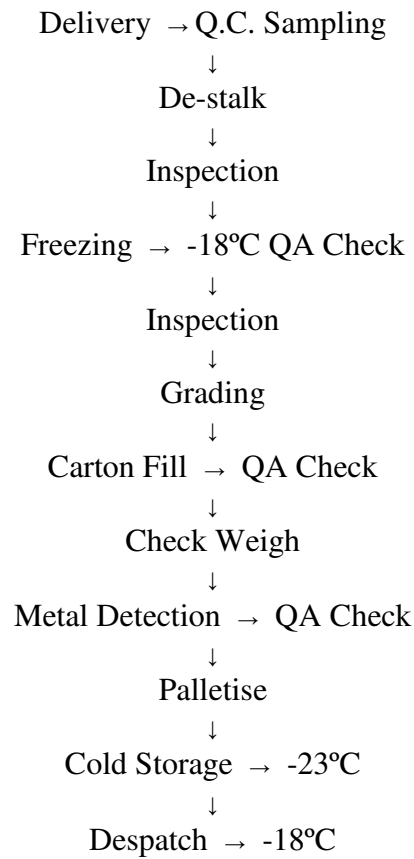 Delivery → Q.C. Sampling
↓
De-stalk
↓
Inspection
↓
Freezing → -18ºC QA Check
↓
Inspection
↓
Grading
↓
Carton Fill → QA Check
↓
Check Weigh
↓
Metal Detection → QA Check
↓
Palletise
↓
Cold Storage → -23ºC
↓
Despatch → -18ºC